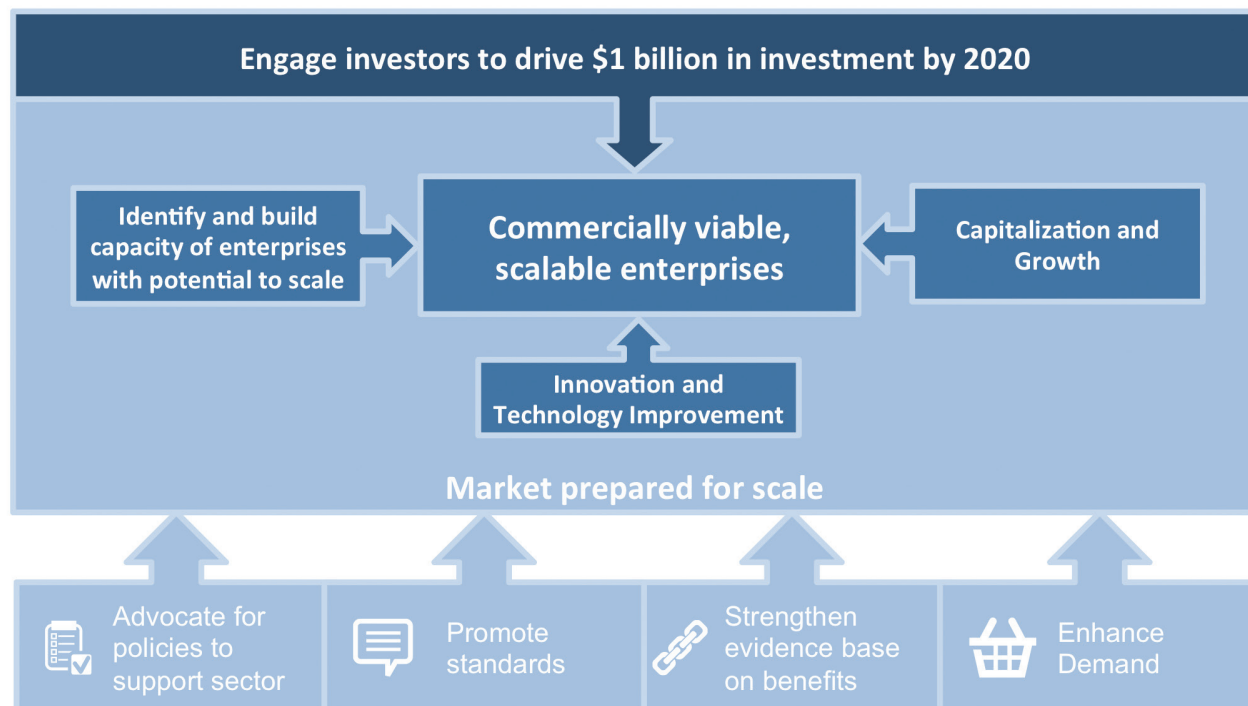 Engage investors to drive $1 billion in investment by 2020
Identify and build
capacity of enterprises
with potential to scale
Commercially viable,
scalable enterprises
Capitalization and
Growth
Innovation and
Technology Improvement
Market prepared for scale
Advocate for
policies to
support sector
Promote
standards
Strengthen
evidence base
on benefits
Enhance
Demand